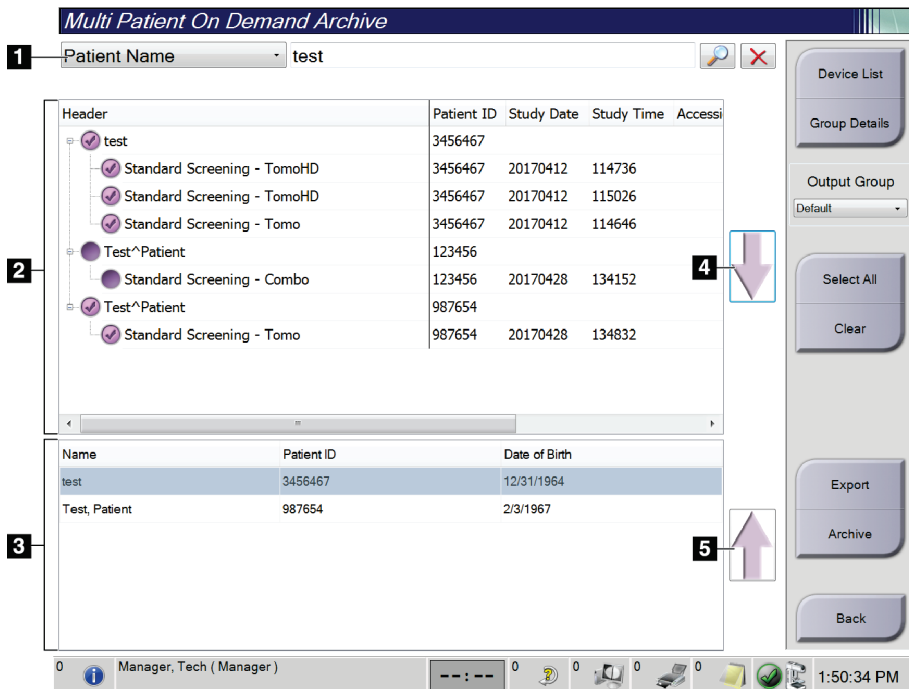 Multi Patient On Demand Archive
1
Patient Name test
Device List
Group Details
Output Group
Default
Select All
Clear
Export
Archive
Back
2
Header Patient ID Study Date Study Time Accessi
test 3456467
Standard Screening - TomoHD 3456467 20170412 114736
Standard Screening - TomoHD 3456467 20170412 115026
Standard Screening - Tomo 3456467 20170412 114646
Test^Patient 123456
Standard Screening - Combo 123456 20170428 134152
Test^Patient 987654
Standard Screening - Tomo 987654 20170428 134832
4
3
Name Patient ID Date of Birth
test 3456467 12/31/1964
Test, Patient 987654 2/3/1967
5
0 Manager, Tech ( Manager ) --:-- 0 0 0 0 1:50:34 PM